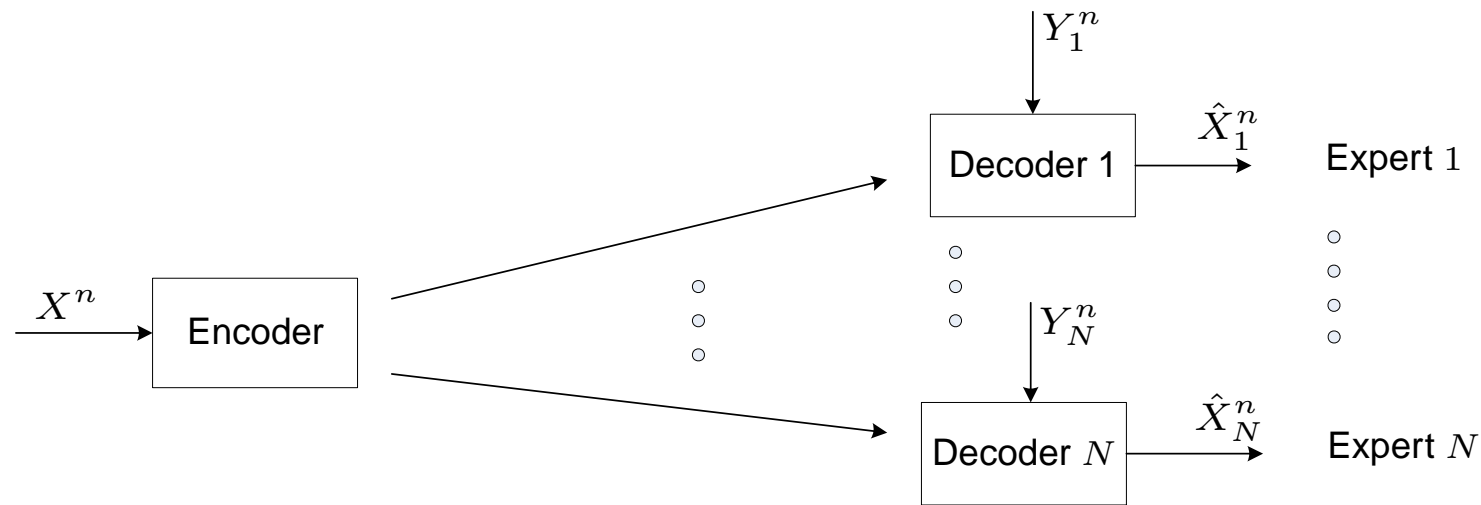 Y_1^n
X̂_1^n
Decoder 1
Expert 1
X^n
Encoder
Y_N^n
X̂_N^n
Decoder N
Expert N